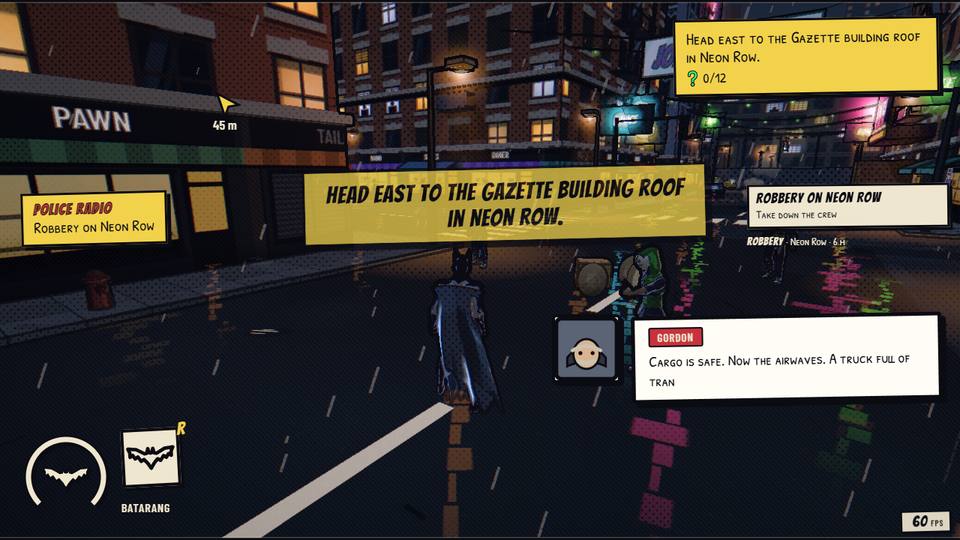 HEAD EAST TO THE GAZETTE BUILDING ROOF
IN NEON ROW.
0/12
PAWN
TAIL
45 m
DINER
POLICE RADIO
ROBBERY ON NEON ROW
HEAD EAST TO THE GAZETTE BUILDING ROOF
IN NEON ROW.
ROBBERY ON NEON ROW
TAKE DOWN THE CREW
ROBBERY · NEON ROW · 6 M
GORDON
CARGO IS SAFE. NOW THE AIRWAVES. A TRUCK FULL OF
TRAN
R
BATARANG
60 FPS